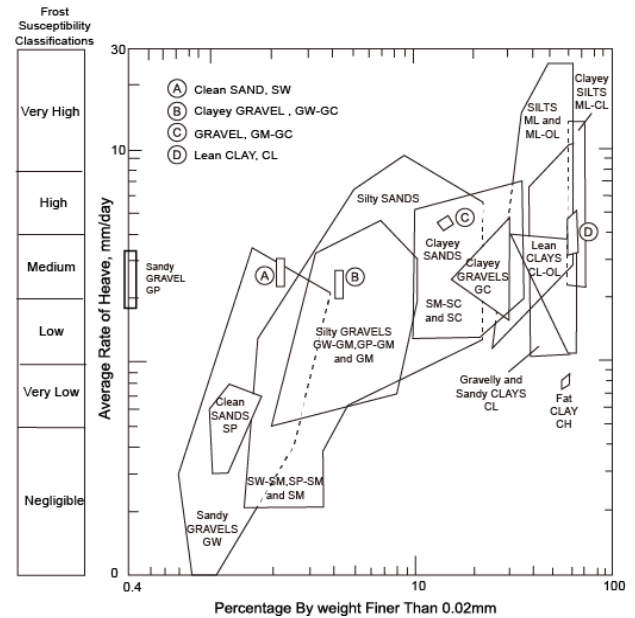 Frost
Susceptibility
Classifications
Very High
High
Medium
Low
Very Low
Negligible
Average Rate of Heave, mm/day
30
10
0
A Clean SAND, SW
B Clayey GRAVEL , GW-GC
C GRAVEL, GM-GC
D Lean CLAY, CL
Clayey
SILTS
ML-CL
SILTS
ML and
ML-OL
Silty SANDS
C
Clayey
SANDS
D
Sandy
GRAVEL
GP
A
B
Clayey
GRAVELS
GC
Lean
CLAYS
CL-OL
SM-SC
and SC
Silty GRAVELS
GW-GM,GP-GM
and GM
Gravelly and
Sandy CLAYS
CL
Fat
CLAY
CH
Clean
SANDS
SP
SW-SM,SP-SM
and SM
Sandy
GRAVELS
GW
0.4
10
100
Percentage By weight Finer Than 0.02mm